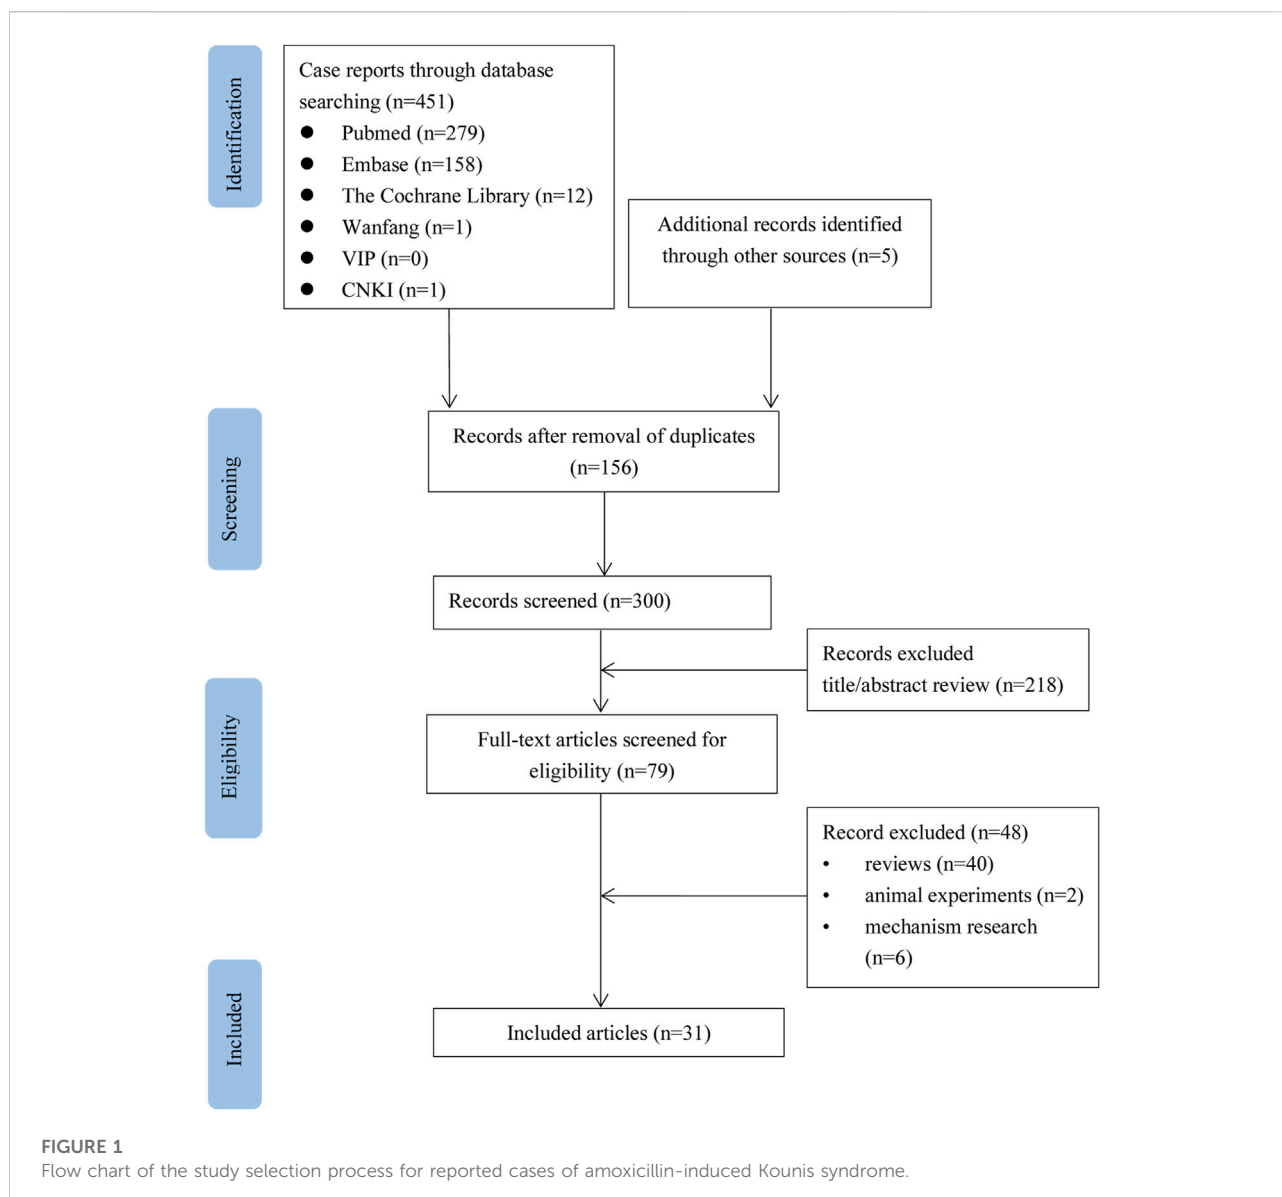 Identification
Case reports through database
searching (n=451)
● Pubmed (n=279)
● Embase (n=158)
● The Cochrane Library (n=12)
● Wanfang (n=1)
● VIP (n=0)
● CNKI (n=1)
Additional records identified
through other sources (n=5)
Screening
Records after removal of duplicates
(n=156)
Records screened (n=300)
Records excluded
title/abstract review (n=218)
Eligibility
Full-text articles screened for
eligibility (n=79)
Record excluded (n=48)
• reviews (n=40)
• animal experiments (n=2)
• mechanism research
(n=6)
Included
Included articles (n=31)
FIGURE 1
Flow chart of the study selection process for reported cases of amoxicillin-induced Kounis syndrome.